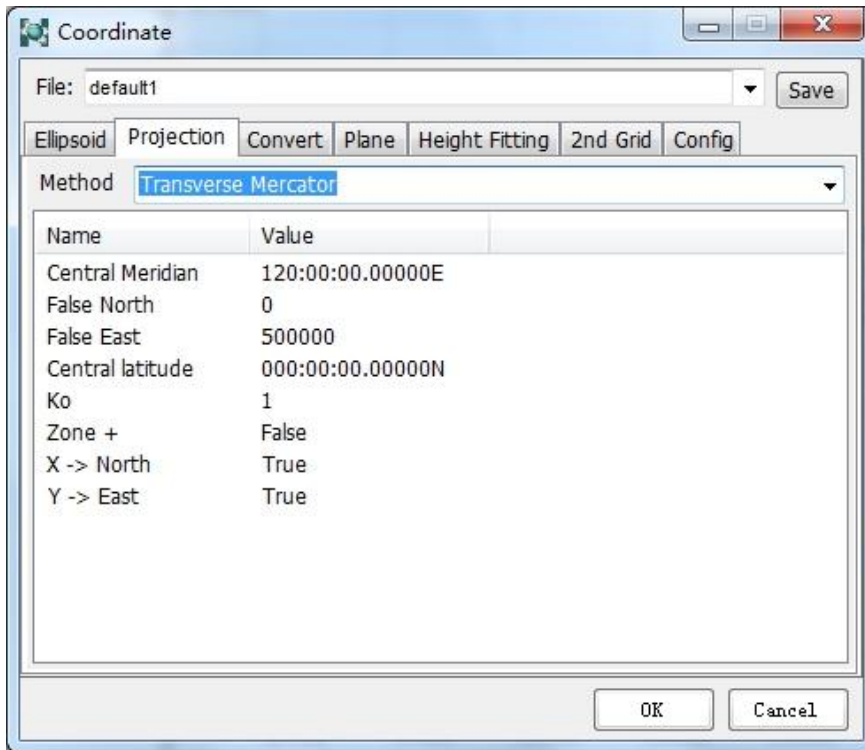 Coordinate
File: default1 Save
Ellipsoid Projection Convert Plane Height Fitting 2nd Grid Config
Method Transverse Mercator
Name Value
Central Meridian 120:00:00.00000E
False North 0
False East 500000
Central latitude 000:00:00.00000N
Ko 1
Zone + False
X -> North True
Y -> East True
OK Cancel